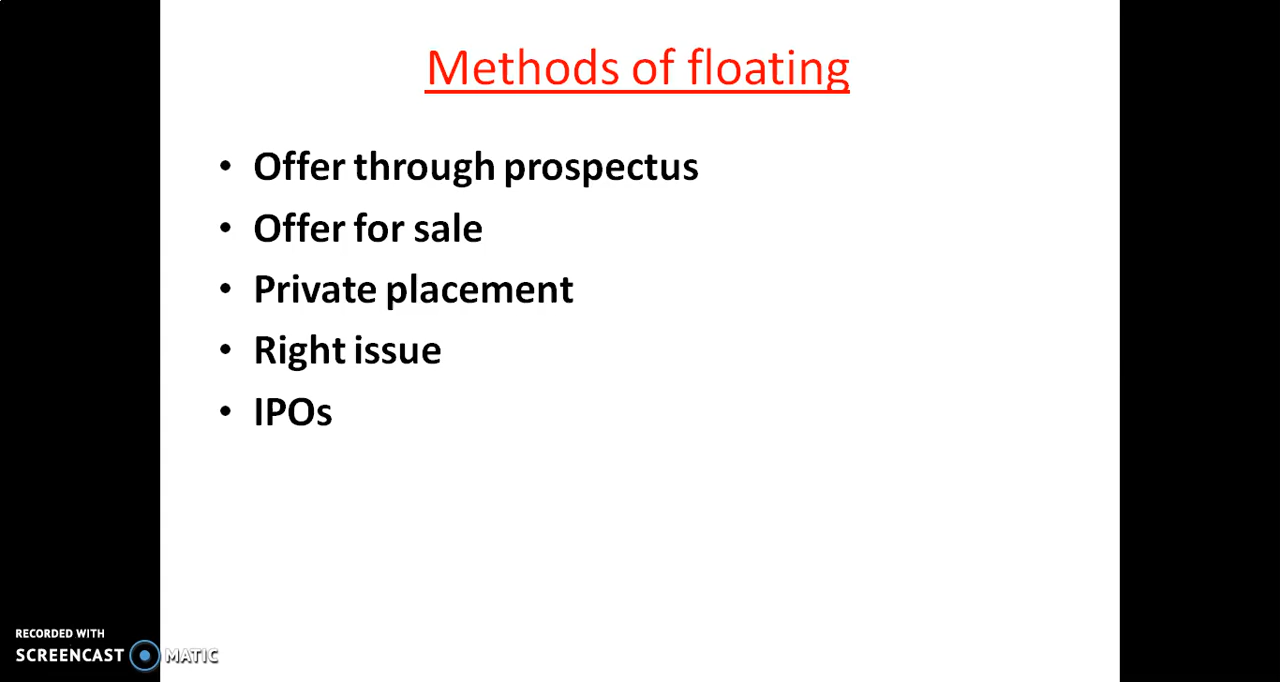 Methods of floating
• Offer through prospectus
• Offer for sale
• Private placement
• Right issue
• IPOs
RECORDED WITH
SCREENCAST MATIC